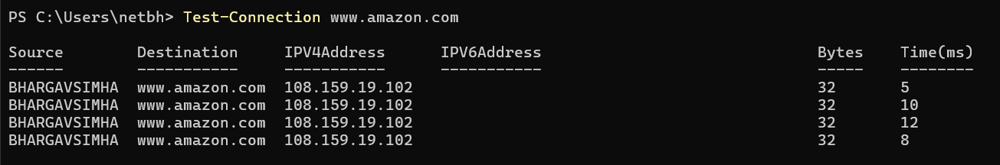 PS C:\Users\netbh> Test-Connection www.amazon.com
Source        Destination     IPV4Address      IPV6Address                              Bytes    Time(ms)
------        -----------     -----------      -----------                              -----    --------
BHARGAVSIMHA  www.amazon.com  108.159.19.102                                            32       5
BHARGAVSIMHA  www.amazon.com  108.159.19.102                                            32       10
BHARGAVSIMHA  www.amazon.com  108.159.19.102                                            32       12
BHARGAVSIMHA  www.amazon.com  108.159.19.102                                            32       8